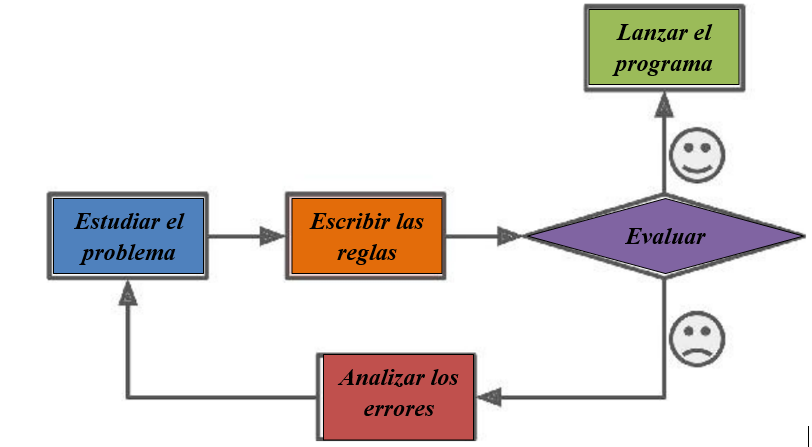 Lanzar el
programa
Estudiar el
problema
Escribir las
reglas
Evaluar
Analizar los
errores